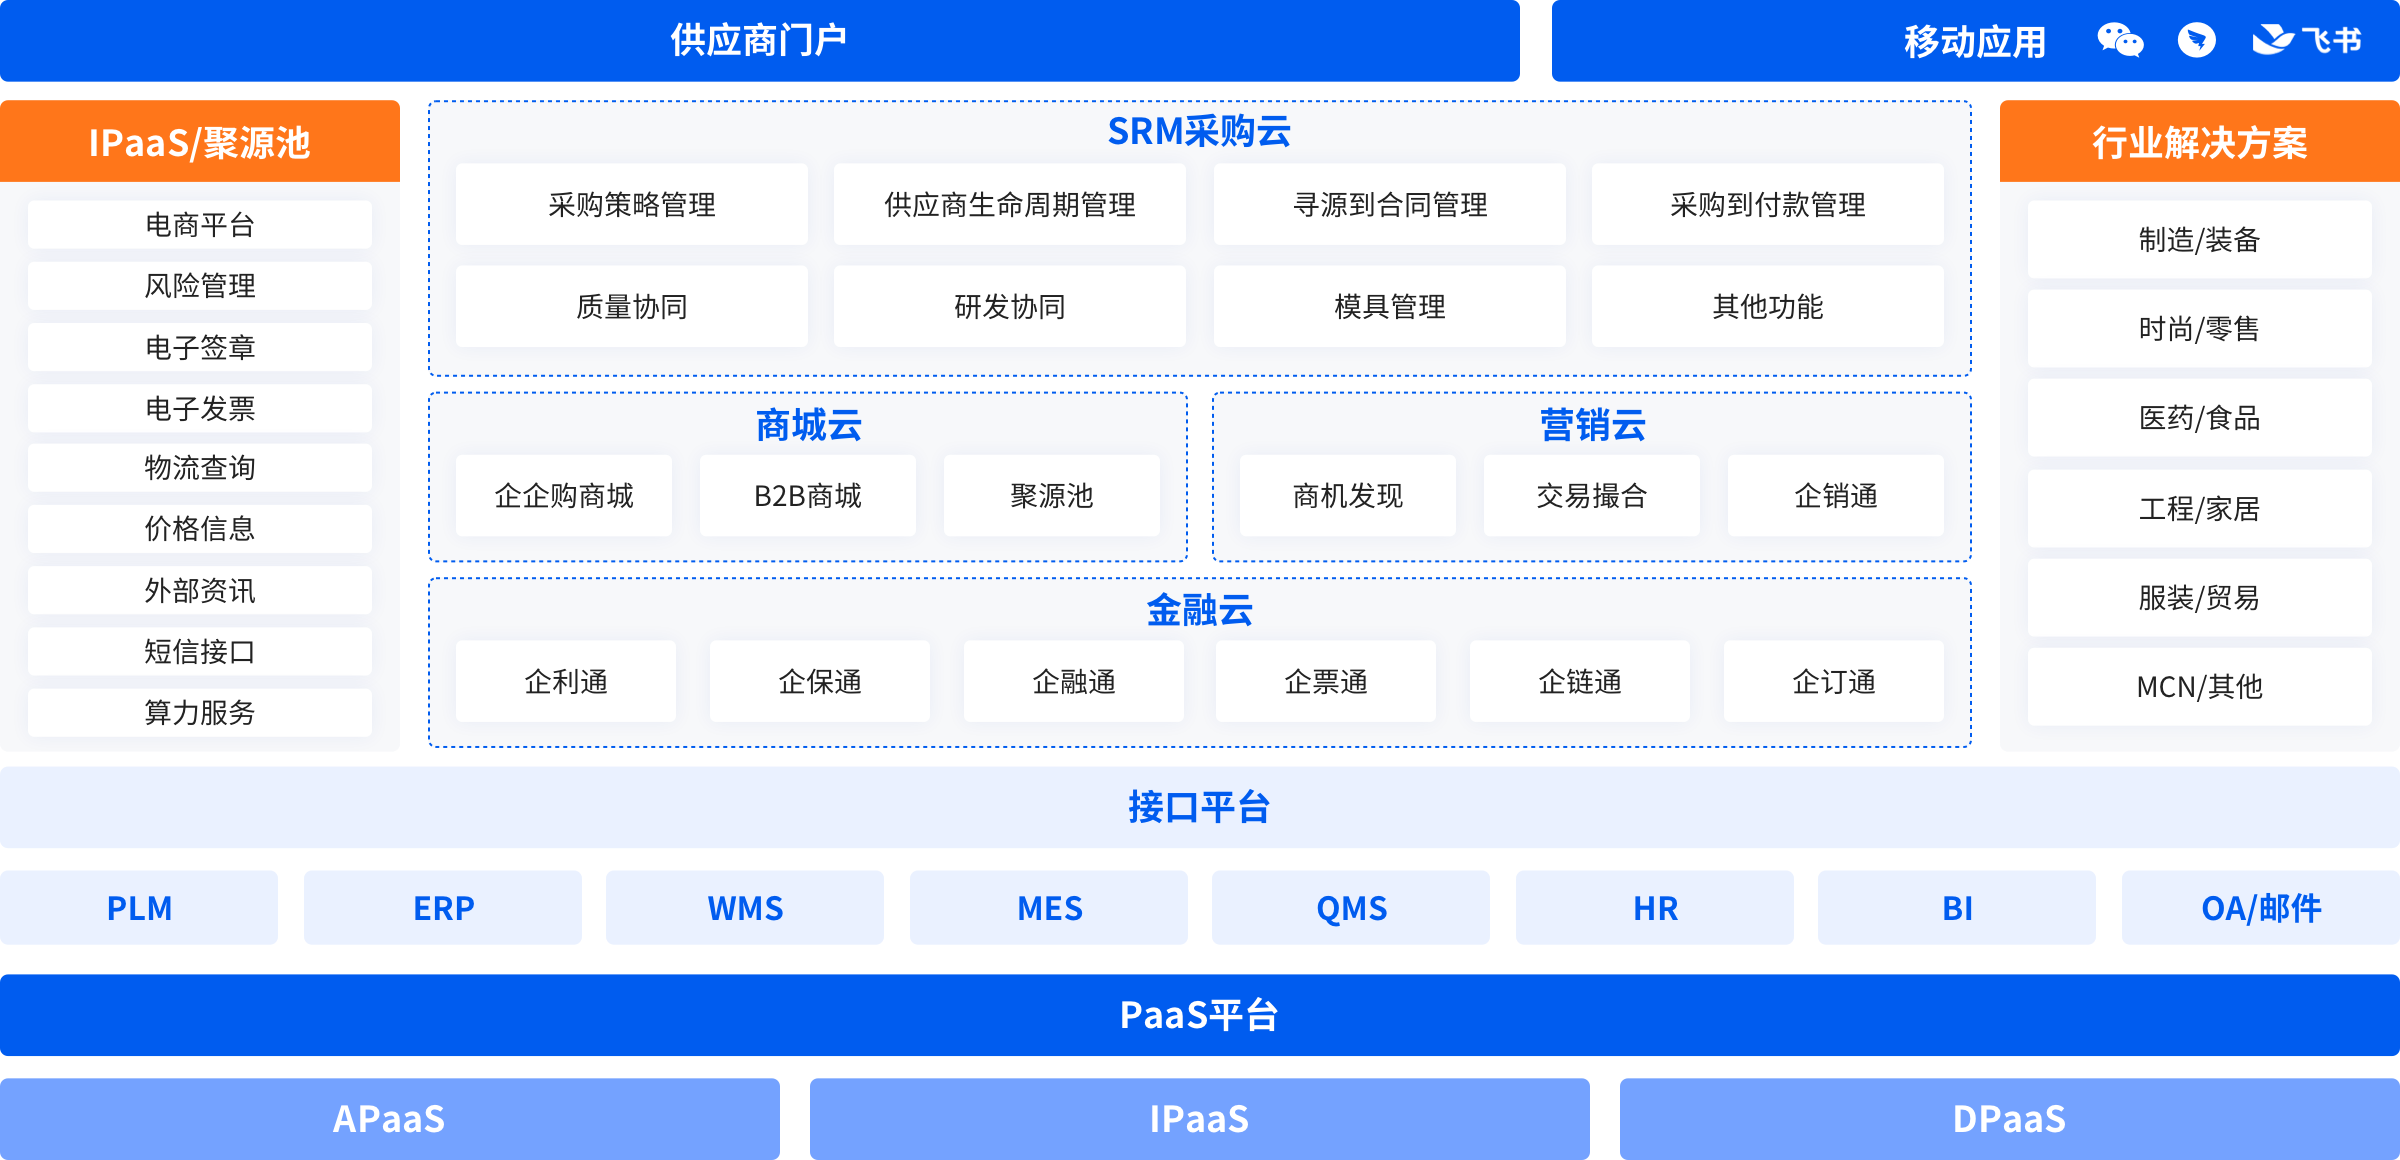 供应商门户
移动应用 飞书
IPaaS/聚源池
电商平台
风险管理
电子签章
电子发票
物流查询
价格信息
外部资讯
短信接口
算力服务
SRM采购云
采购策略管理 供应商生命周期管理 寻源到合同管理 采购到付款管理
质量协同 研发协同 模具管理 其他功能
商城云
企企购商城 B2B商城 聚源池
营销云
商机发现 交易撮合 企销通
金融云
企利通 企保通 企融通 企票通 企链通 企订通
行业解决方案
制造/装备
时尚/零售
医药/食品
工程/家居
服装/贸易
MCN/其他
接口平台
PLM ERP WMS MES QMS HR BI OA/邮件
PaaS平台
APaaS IPaaS DPaaS